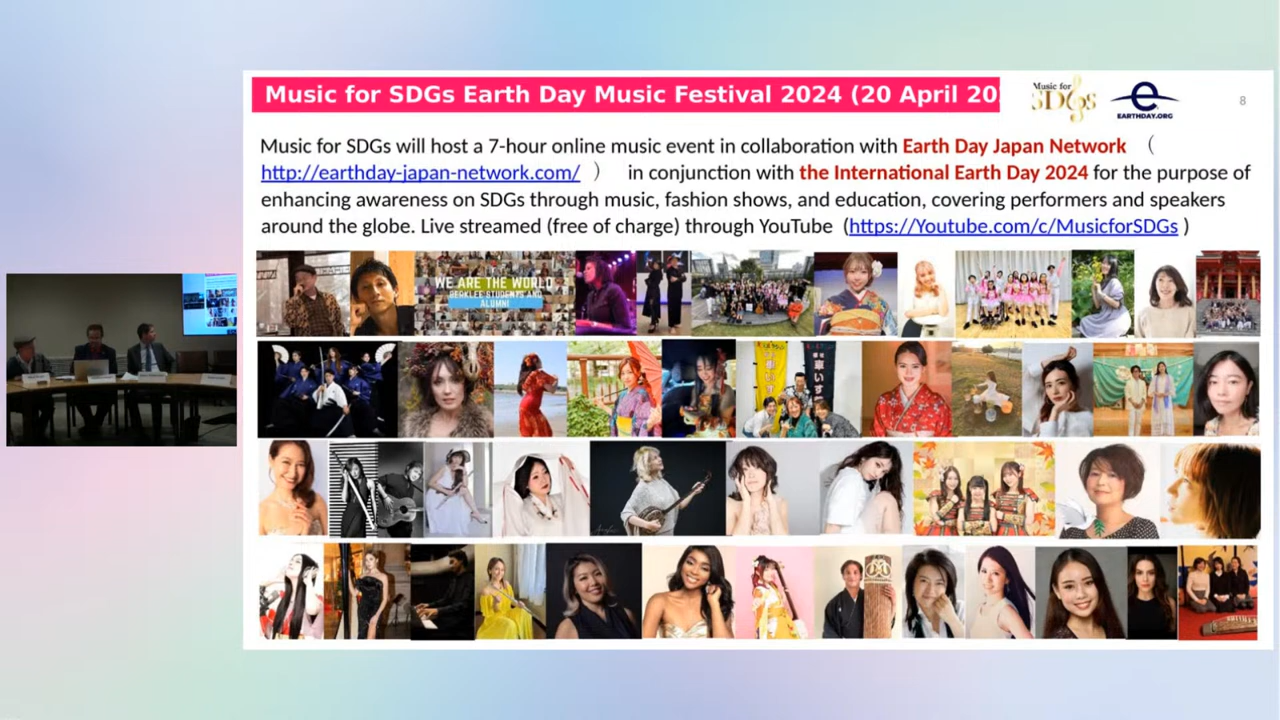 Music for SDGs Earth Day Music Festival 2024 (20 April 20
Music for
SDGs
EARTHDAY.ORG
8
Music for SDGs will host a 7-hour online music event in collaboration with Earth Day Japan Network （
http://earthday-japan-network.com/ ） in conjunction with the International Earth Day 2024 for the purpose of
enhancing awareness on SDGs through music, fashion shows, and education, covering performers and speakers
around the globe. Live streamed (free of charge) through YouTube (https://Youtube.com/c/MusicforSDGs )
WE ARE THE WORLD
BERKLEE STUDENTS AND
ALUMNI
車いす